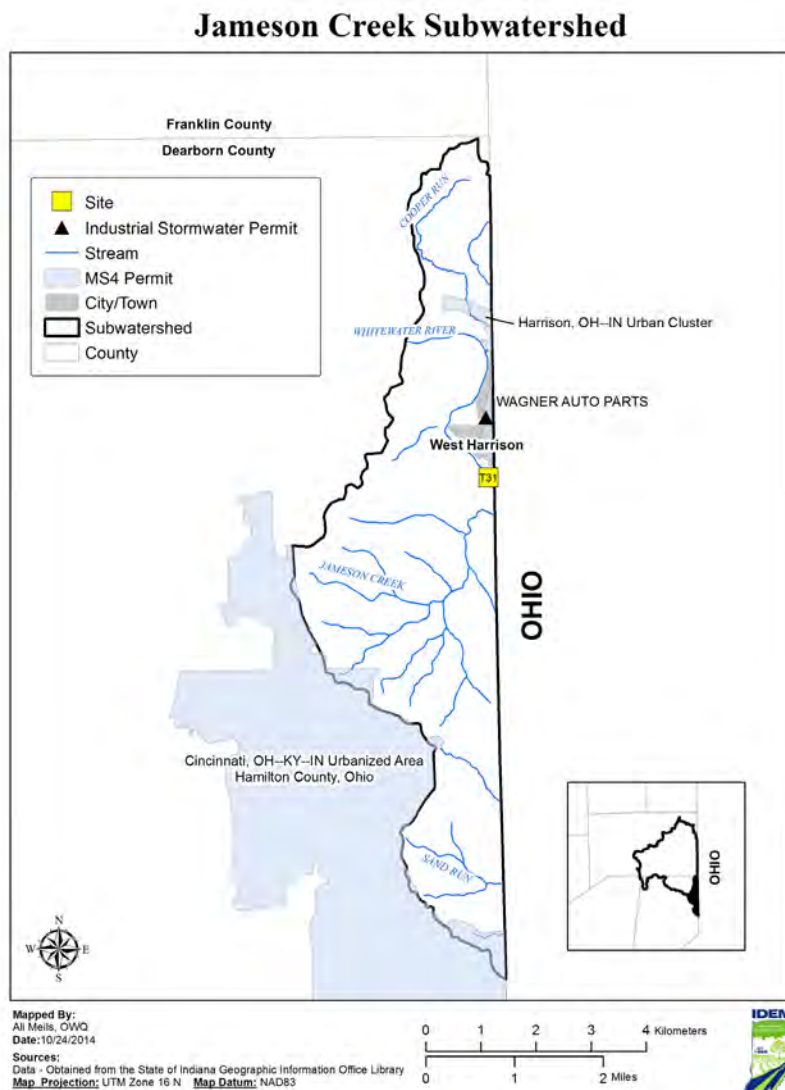 Jameson Creek Subwatershed
Franklin County
Dearborn County
Site
Industrial Stormwater Permit
Stream
MS4 Permit
City/Town
Subwatershed
County
COOPER RUN
Harrison, OH--IN Urban Cluster
WHITEWATER RIVER
WAGNER AUTO PARTS
West Harrison
T31
JAMESON CREEK
OHIO
Cincinnati, OH--KY--IN Urbanized Area
Hamilton County, Ohio
SAND RUN
OHIO
N
W E
S
Mapped By:
Ali Meils, OWQ
Date:10/24/2014
Sources:
Data - Obtained from the State of Indiana Geographic Information Office Library
Map Projection: UTM Zone 16 N Map Datum: NAD83
0 1 2 3 4 Kilometers
0 1 2 Miles
IDEM